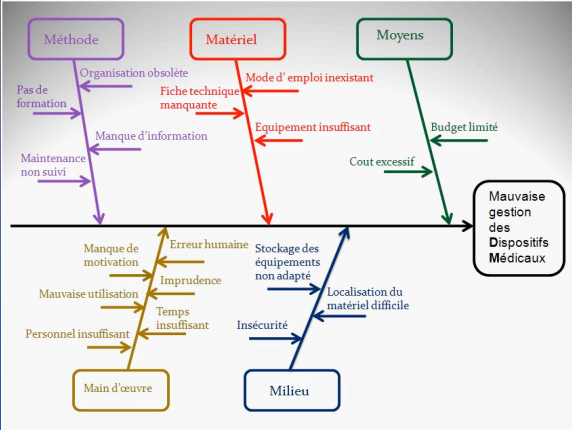 Méthode
Matériel
Moyens
Organisation obsolète
Pas de
formation
Manque d'information
Maintenance
non suivi
Mode d' emploi inexistant
Fiche technique
manquante
Equipement insuffisant
Budget limité
Cout excessif
Mauvaise
gestion
des
Dispositifs
Médicaux
Manque de
motivation
Erreur humaine
Imprudence
Mauvaise utilisation
Temps
insuffisant
Personnel insuffisant
Stockage des
équipements
non adapté
Localisation du
matériel difficile
Insécurité
Main d'œuvre
Milieu